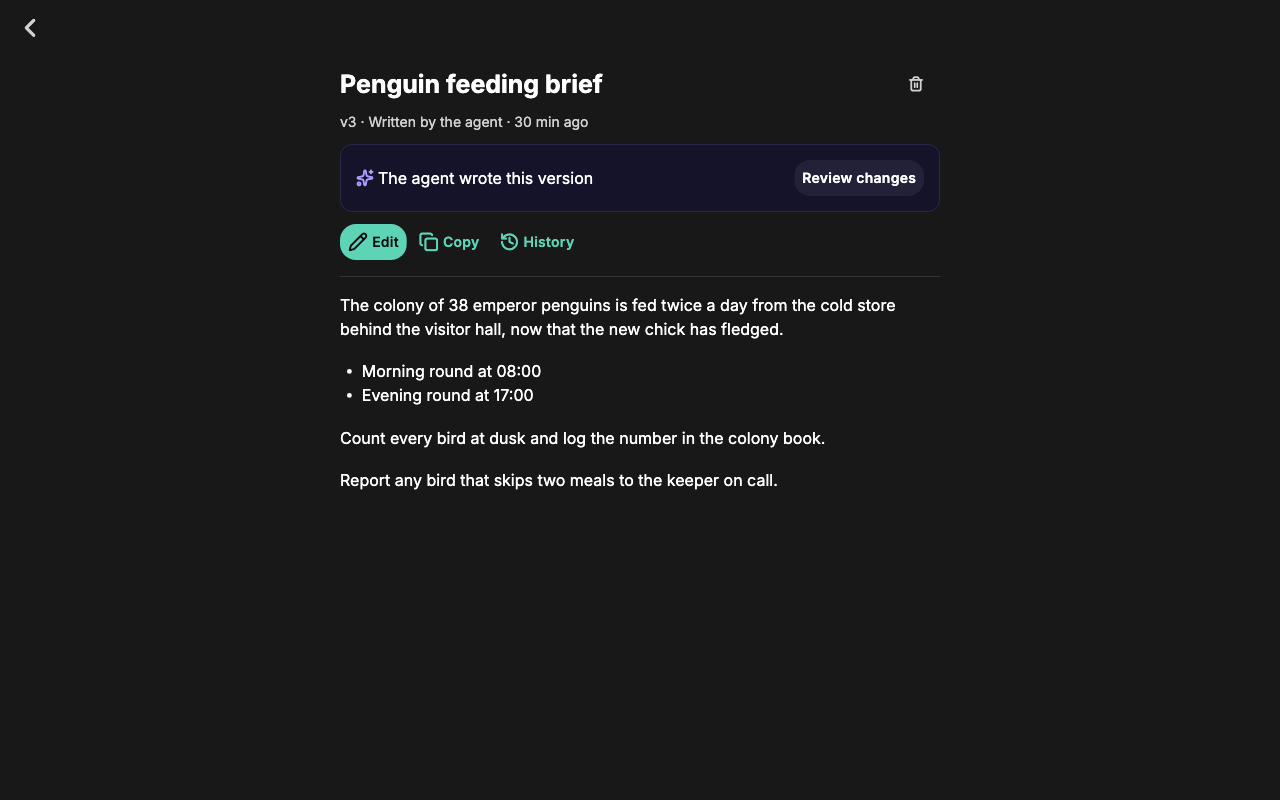 Penguin feeding brief
v3 · Written by the agent · 30 min ago
The agent wrote this version
Review changes
Edit
Copy
History
The colony of 38 emperor penguins is fed twice a day from the cold store
behind the visitor hall, now that the new chick has fledged.
• Morning round at 08:00
• Evening round at 17:00
Count every bird at dusk and log the number in the colony book.
Report any bird that skips two meals to the keeper on call.